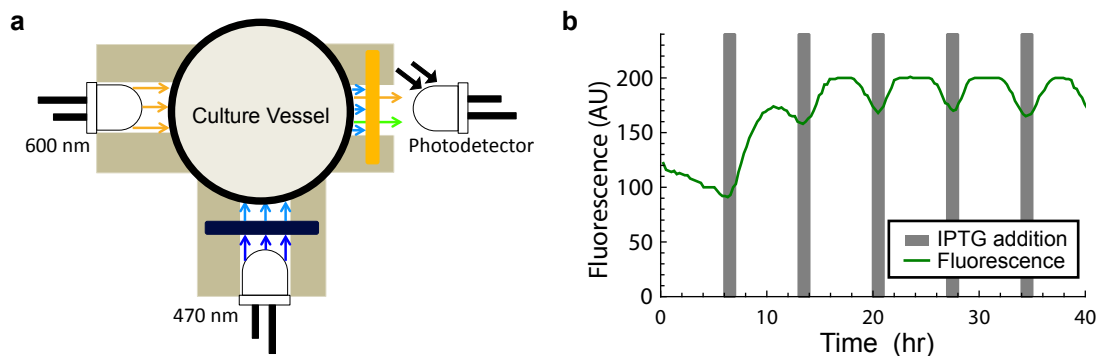 a
Culture Vessel
600 nm
Photodetector
470 nm
b
Fluorescence (AU)
200
150
100
50
0
IPTG addition
Fluorescence
0 10 20 30 40
Time (hr)